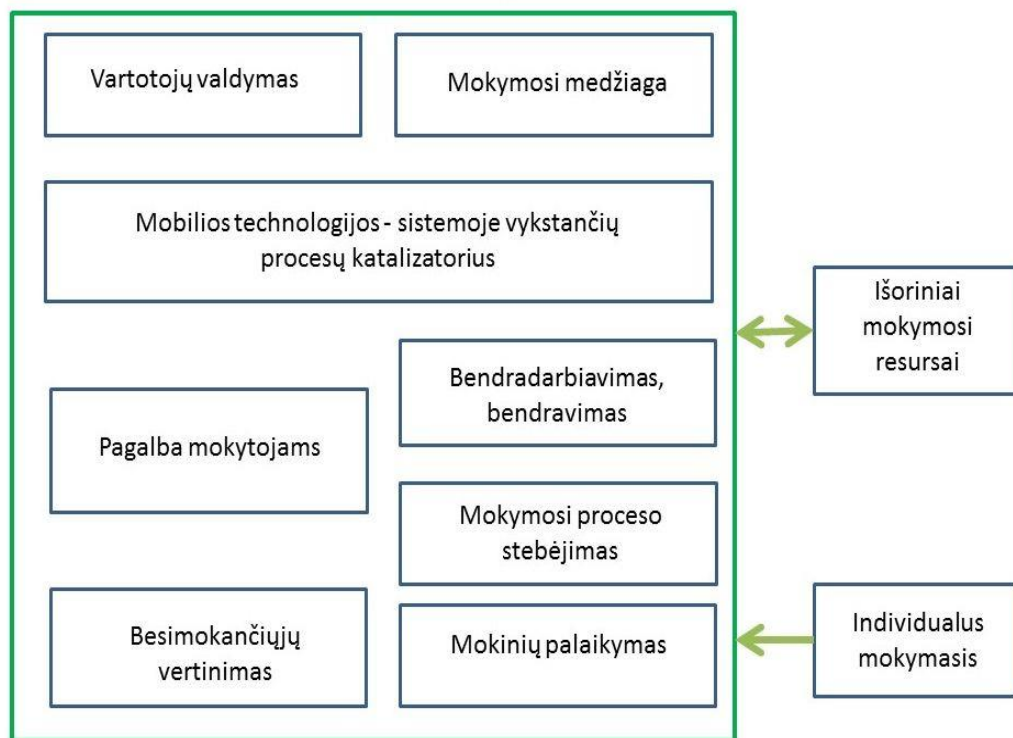 Vartotojų valdymas
Mokymosi medžiaga
Mobilios technologijos - sistemoje vykstančių
procesų katalizatorius
Išoriniai
mokymosi
resursai
Bendradarbiavimas,
bendravimas
Pagalba mokytojams
Mokymosi proceso
stebėjimas
Besimokančiųjų
vertinimas
Mokinių palaikymas
Individualus
mokymasis